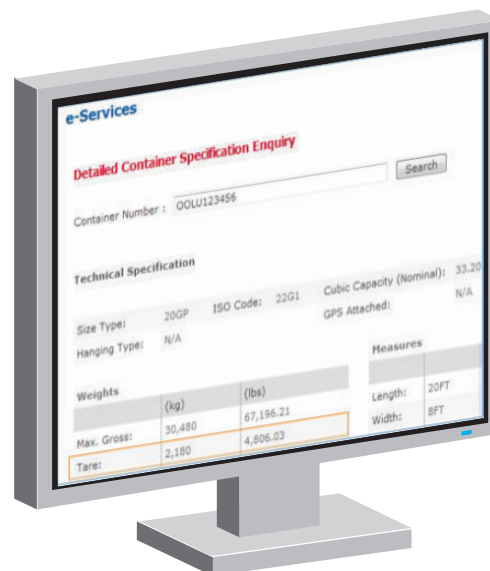 e-Services
Detailed Container Specification Enquiry
Container Number : OOLU123456 Search
Technical Specification
Size Type: 20GP ISO Code: 22G1 Cubic Capacity (Nominal): 33.20
Hanging Type: N/A GPS Attached: N/A
Weights Measures
(kg) (lbs)
Max. Gross: 30,480 67,196.21 Length: 20FT
Tare: 2,180 4,806.03 Width: 8FT